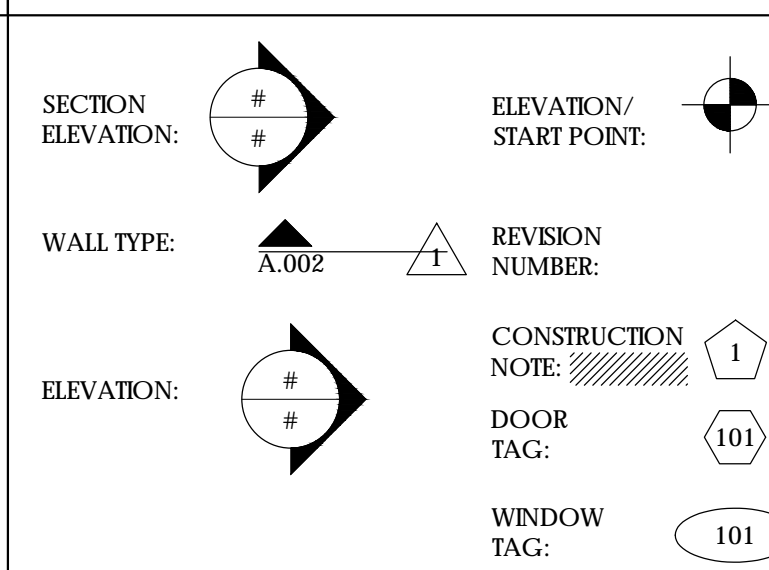 SECTION
ELEVATION:
#
#
ELEVATION/
START POINT:
WALL TYPE:
A.002
1
REVISION
NUMBER:
CONSTRUCTION
NOTE:
1
ELEVATION:
#
#
DOOR
TAG:
101
WINDOW
TAG:
101